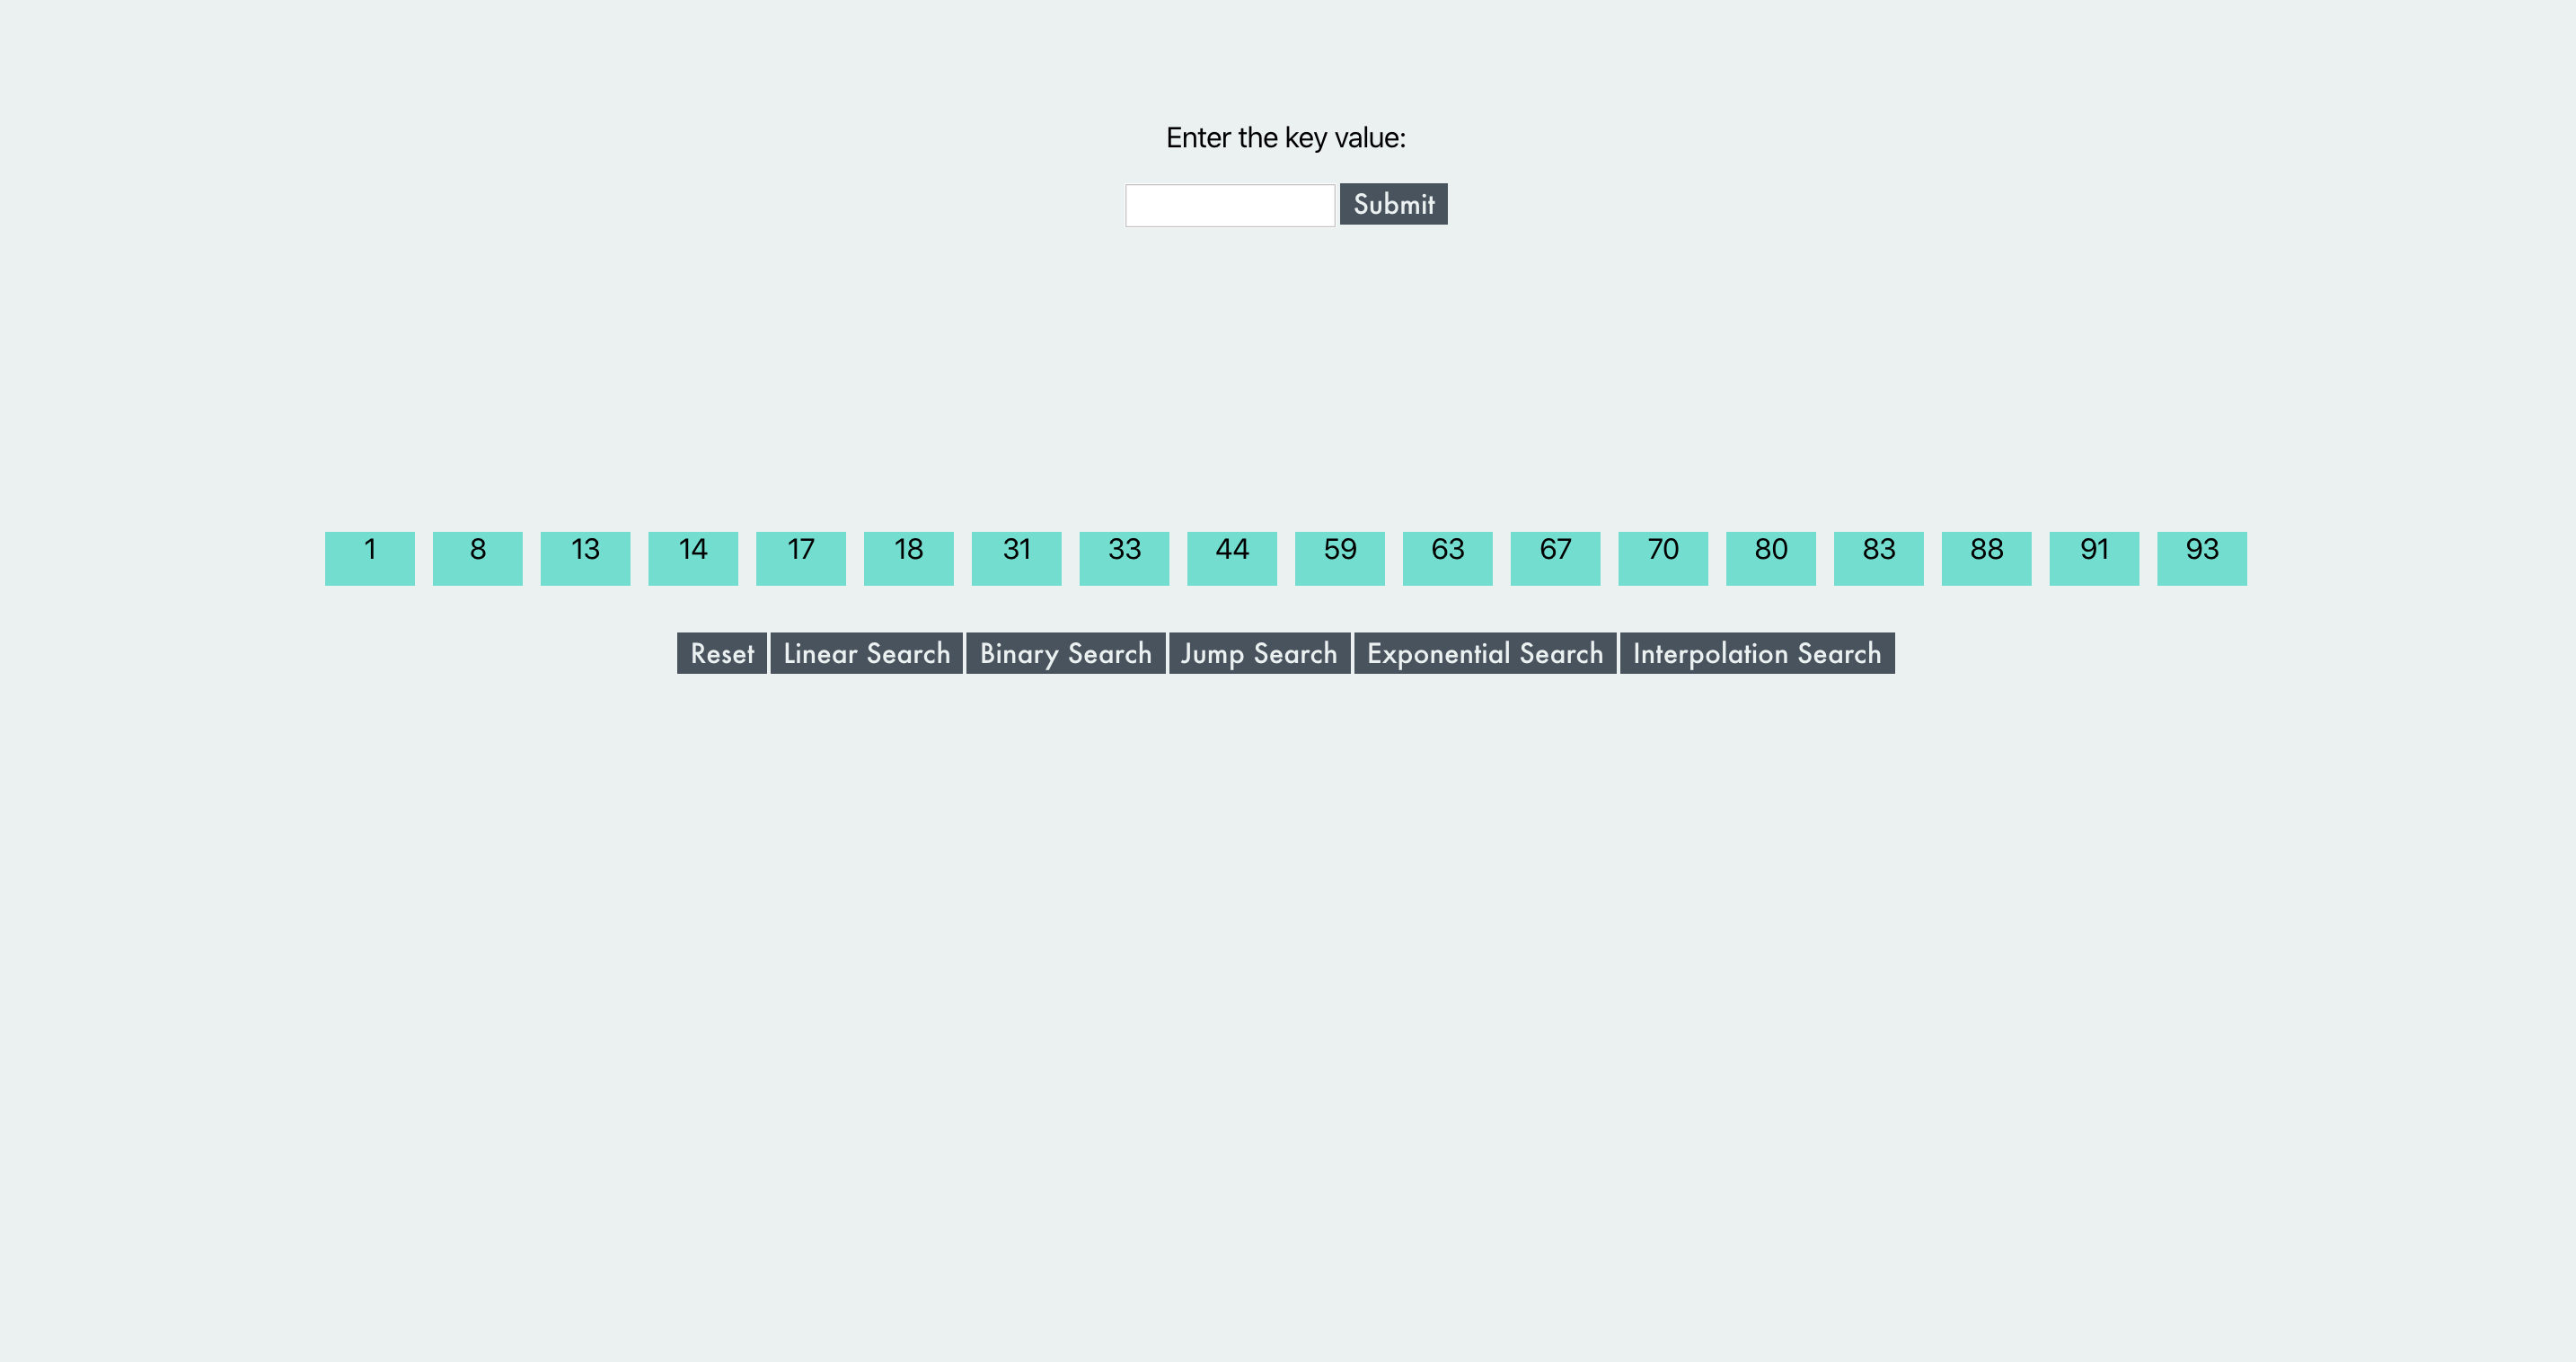 Enter the key value:
Submit
1 8 13 14 17 18 31 33 44 59 63 67 70 80 83 88 91 93
Reset Linear Search Binary Search Jump Search Exponential Search Interpolation Search